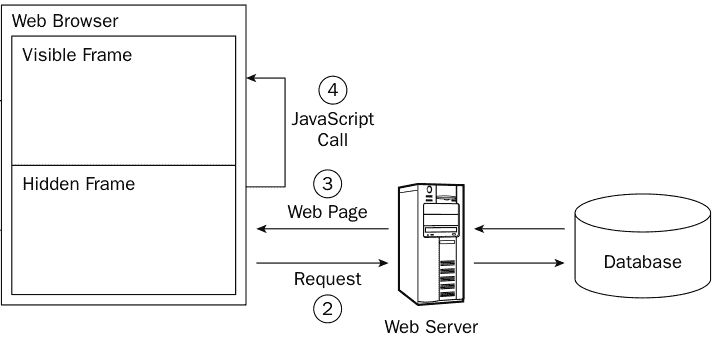 Web Browser
Visible Frame
4
JavaScript
Call
Hidden Frame
3
Web Page
Request
2
Web Server
Database